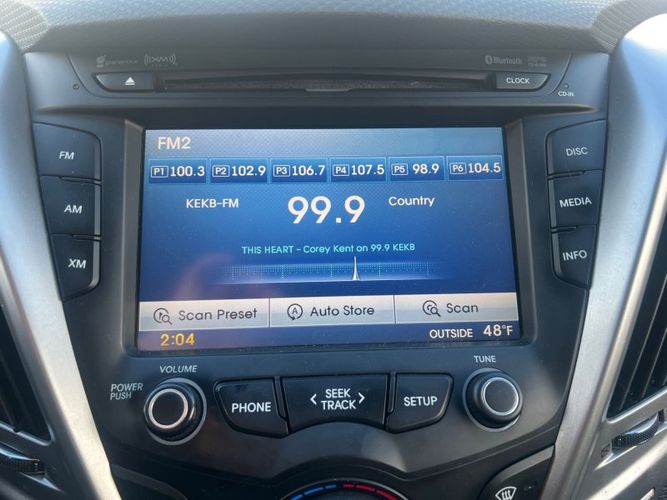 gracenote XM Bluetooth
CLOCK
CD-IN
FM
AM
XM
FM2
P1 100.3 P2 102.9 P3 106.7 P4 107.5 P5 98.9 P6 104.5
KEKB-FM 99.9 Country
THIS HEART - Corey Kent on 99.9 KEKB
Scan Preset Auto Store Scan
2:04 OUTSIDE 48°F
DISC
MEDIA
INFO
VOLUME TUNE
POWER
PUSH
PHONE
SEEK
TRACK
SETUP